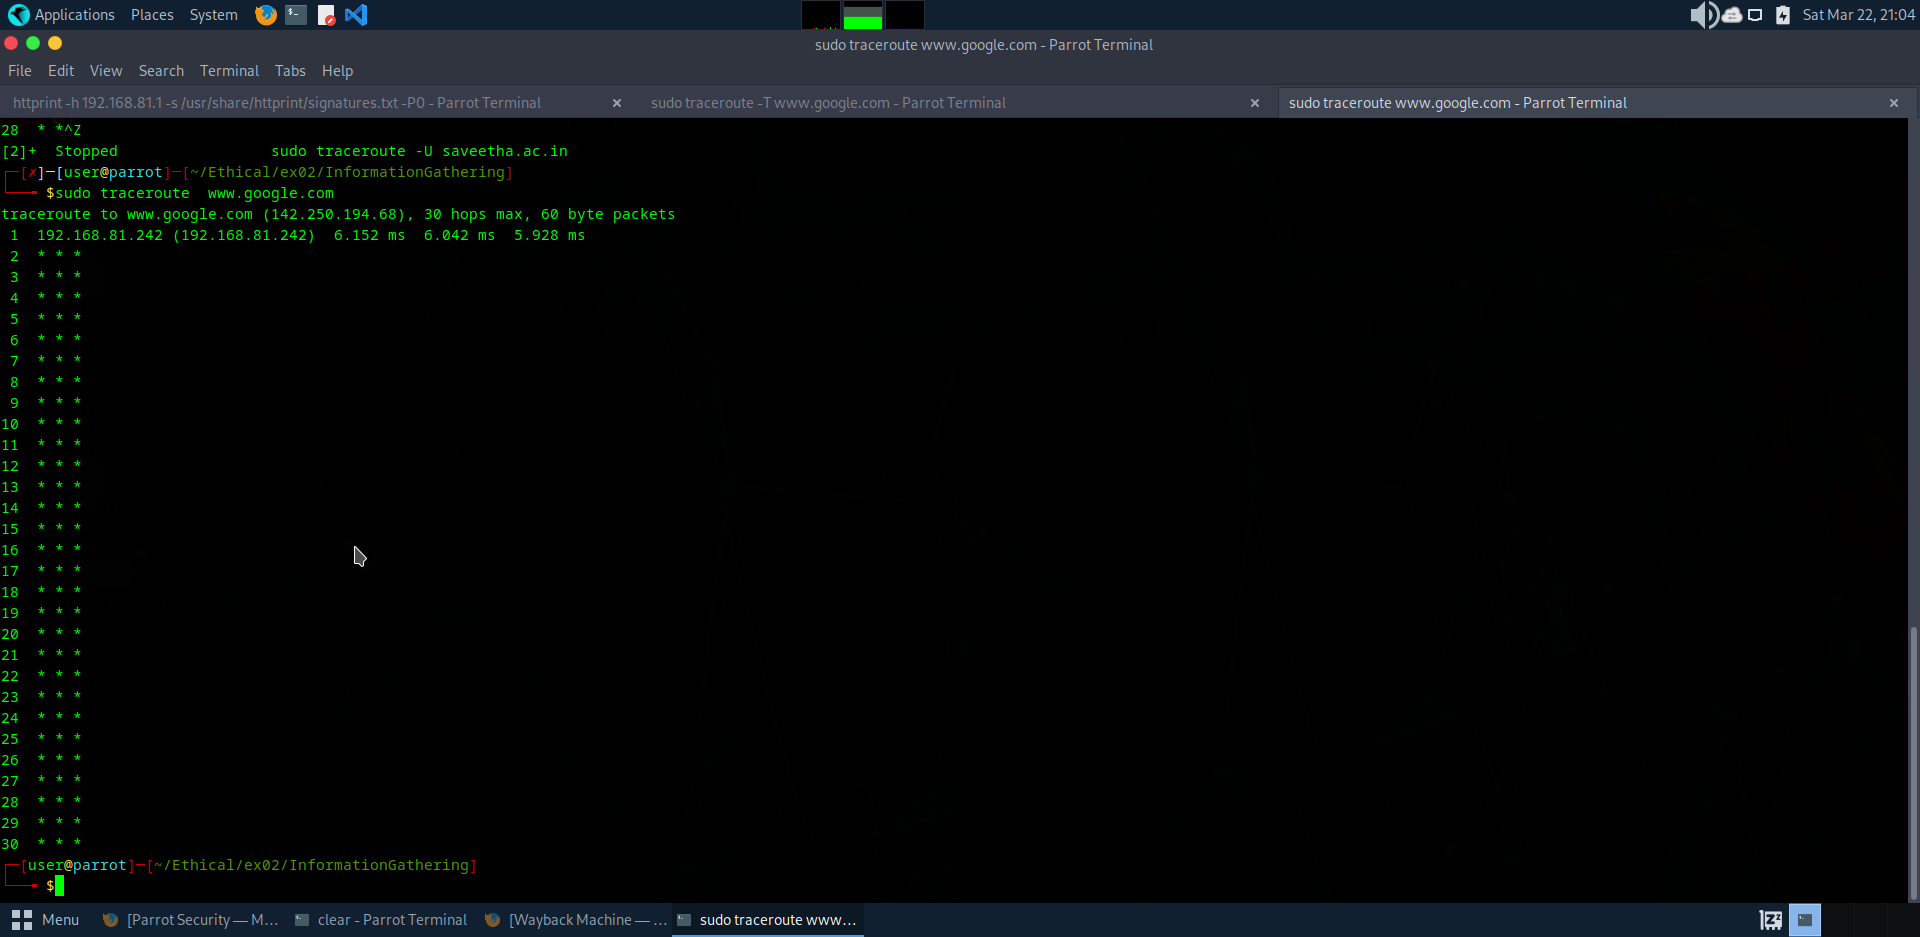 Applications Places System Sat Mar 22, 21:04
sudo traceroute www.google.com - Parrot Terminal
File Edit View Search Terminal Tabs Help
httprint -h 192.168.81.1 -s /usr/share/httprint/signatures.txt -P0 - Parrot Terminal × sudo traceroute -T www.google.com - Parrot Terminal × sudo traceroute www.google.com - Parrot Terminal ×
28  * *^Z
[2]+  Stopped                 sudo traceroute -U saveetha.ac.in
┌─[✗]─[user@parrot]─[~/Ethical/ex02/InformationGathering]
└──╼ $sudo traceroute  www.google.com
traceroute to www.google.com (142.250.194.68), 30 hops max, 60 byte packets
 1  192.168.81.242 (192.168.81.242)  6.152 ms  6.042 ms  5.928 ms
 2  * * *
 3  * * *
 4  * * *
 5  * * *
 6  * * *
 7  * * *
 8  * * *
 9  * * *
10  * * *
11  * * *
12  * * *
13  * * *
14  * * *
15  * * *
16  * * *
17  * * *
18  * * *
19  * * *
20  * * *
21  * * *
22  * * *
23  * * *
24  * * *
25  * * *
26  * * *
27  * * *
28  * * *
29  * * *
30  * * *
┌─[user@parrot]─[~/Ethical/ex02/InformationGathering]
└──╼ $
Menu [Parrot Security — M... clear - Parrot Terminal [Wayback Machine — ... sudo traceroute www...